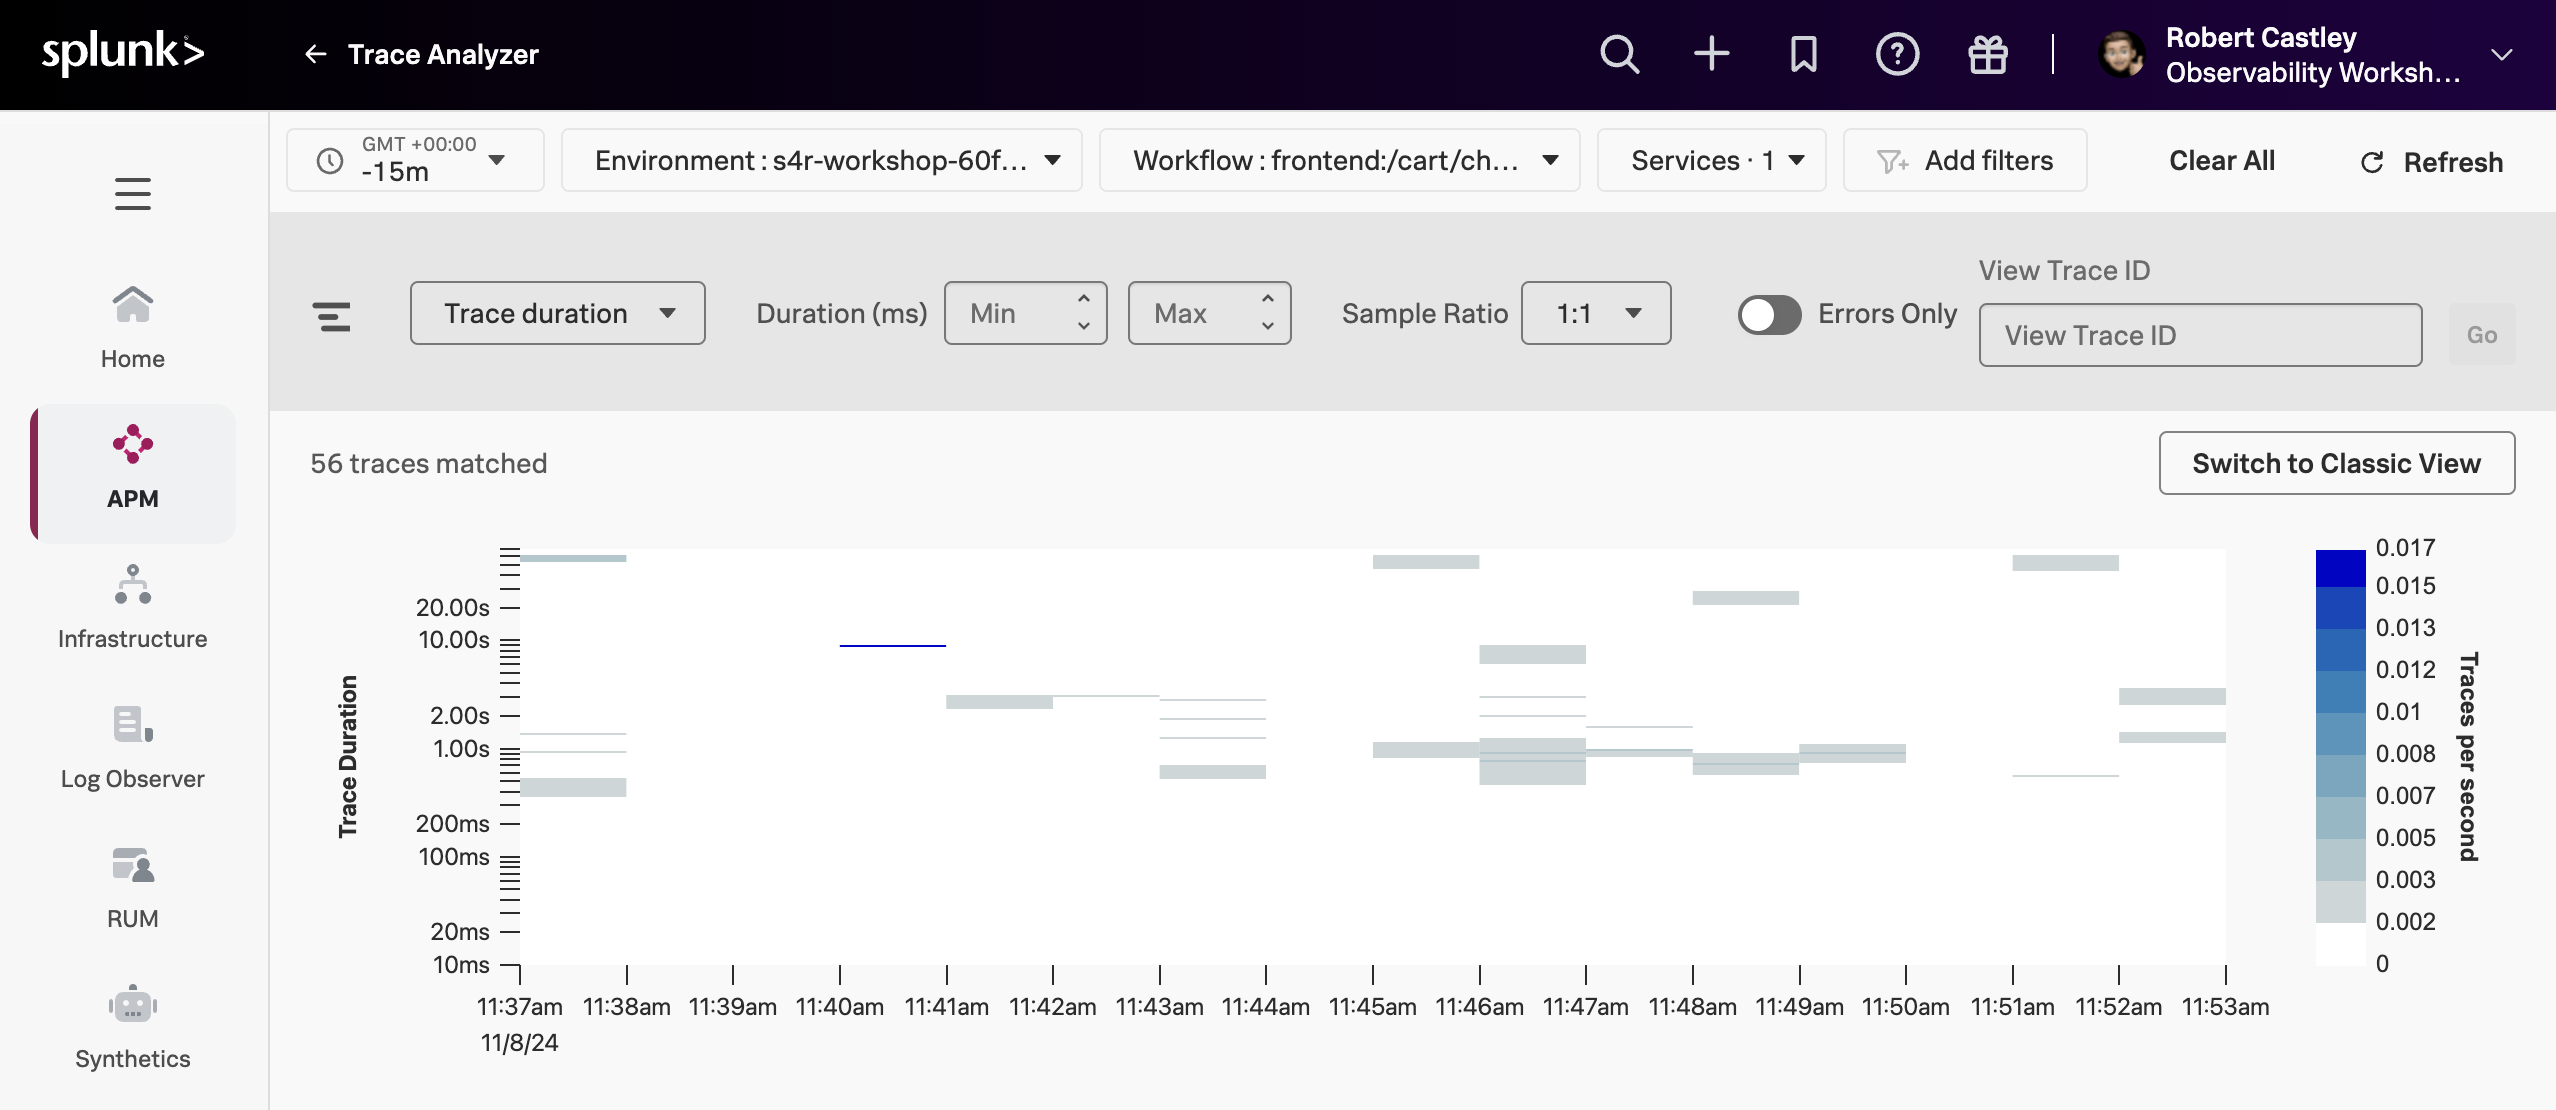 splunk>
Trace Analyzer
Robert Castley
Observability Worksh...
GMT +00:00
-15m
Environment : s4r-workshop-60f...
Workflow : frontend:/cart/ch...
Services · 1
Add filters
Clear All
Refresh
Home
APM
Infrastructure
Log Observer
RUM
Synthetics
Trace duration
Duration (ms)
Min
Max
Sample Ratio
1:1
Errors Only
View Trace ID
View Trace ID
Go
56 traces matched
Switch to Classic View
Trace Duration
20.00s
10.00s
2.00s
1.00s
200ms
100ms
20ms
10ms
11:37am 11:38am 11:39am 11:40am 11:41am 11:42am 11:43am 11:44am 11:45am 11:46am 11:47am 11:48am 11:49am 11:50am 11:51am 11:52am 11:53am
11/8/24
0.017
0.015
0.013
0.012
0.01
0.008
0.007
0.005
0.003
0.002
0
Traces per second